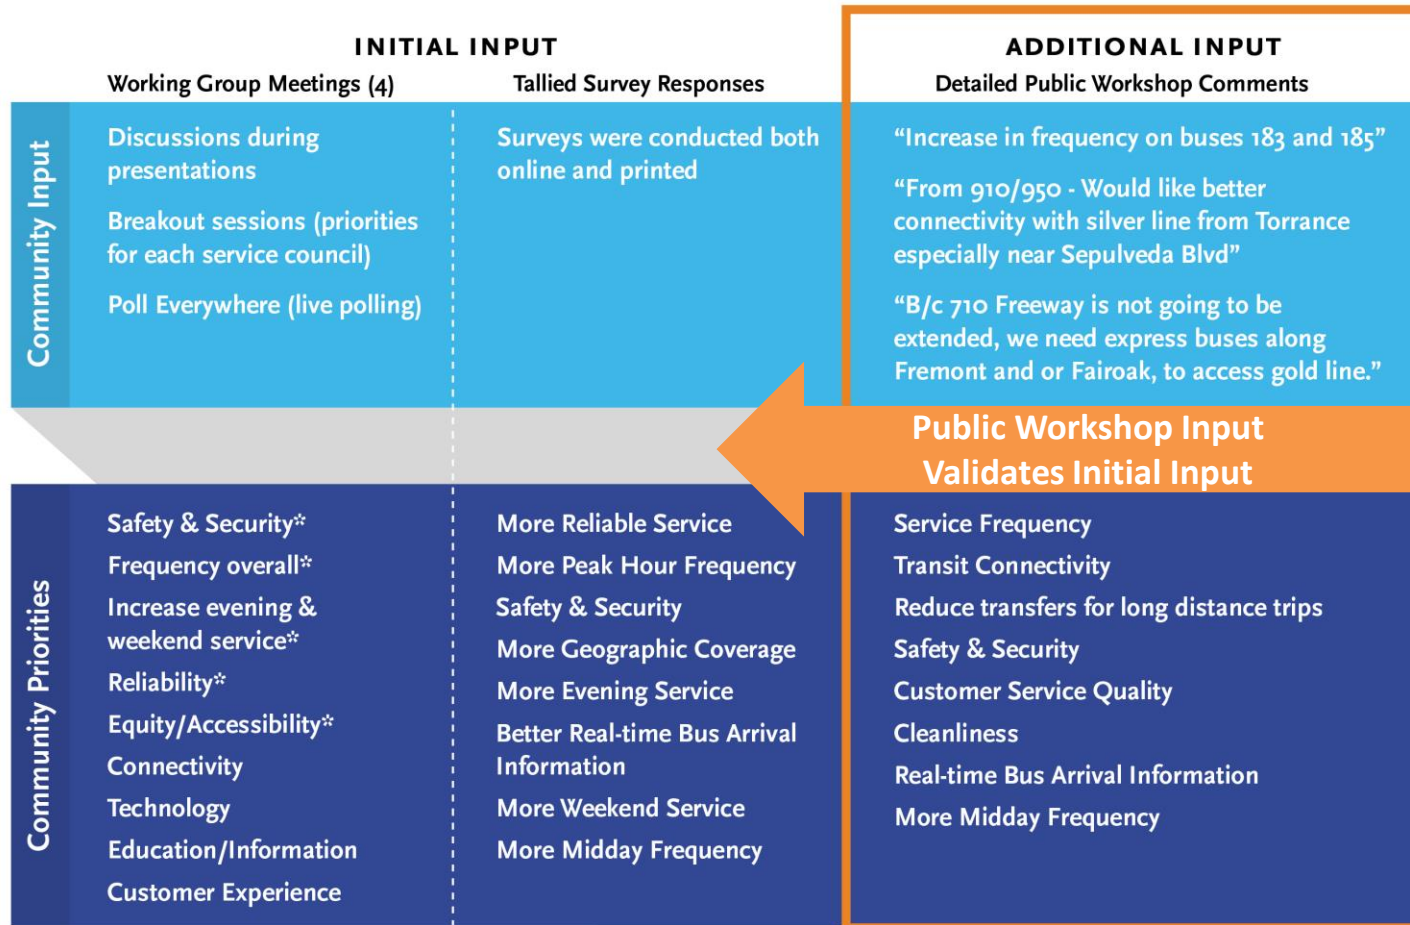 INITIAL INPUT
Working Group Meetings (4)
Tallied Survey Responses
ADDITIONAL INPUT
Detailed Public Workshop Comments
Community Input
Discussions during
presentations
Breakout sessions (priorities
for each service council)
Poll Everywhere (live polling)
Surveys were conducted both
online and printed
“Increase in frequency on buses 183 and 185”
“From 910/950 - Would like better
connectivity with silver line from Torrance
especially near Sepulveda Blvd”
“B/c 710 Freeway is not going to be
extended, we need express buses along
Fremont and or Fairoak, to access gold line.”
Public Workshop Input
Validates Initial Input
Community Priorities
Safety & Security*
Frequency overall*
Increase evening &
weekend service*
Reliability*
Equity/Accessibility*
Connectivity
Technology
Education/Information
Customer Experience
More Reliable Service
More Peak Hour Frequency
Safety & Security
More Geographic Coverage
More Evening Service
Better Real-time Bus Arrival
Information
More Weekend Service
More Midday Frequency
Service Frequency
Transit Connectivity
Reduce transfers for long distance trips
Safety & Security
Customer Service Quality
Cleanliness
Real-time Bus Arrival Information
More Midday Frequency